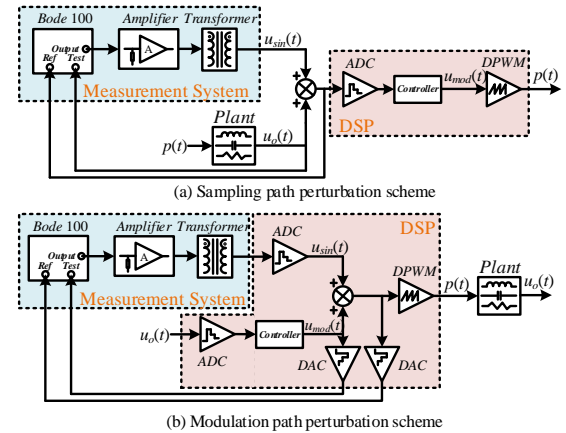 Bode 100 Amplifier Transformer
Output
Ref Test
A
u_sin(t)
Measurement System
ADC
Controller
u_mod(t)
DPWM
p(t)
DSP
Plant
p(t)
u_o(t)
(a) Sampling path perturbation scheme
Bode 100 Amplifier Transformer
Output
Ref Test
A
ADC
u_sin(t)
DSP
Measurement System
DPWM
p(t)
Plant
u_o(t)
u_o(t)
ADC
Controller
u_mod(t)
DAC
DAC
(b) Modulation path perturbation scheme